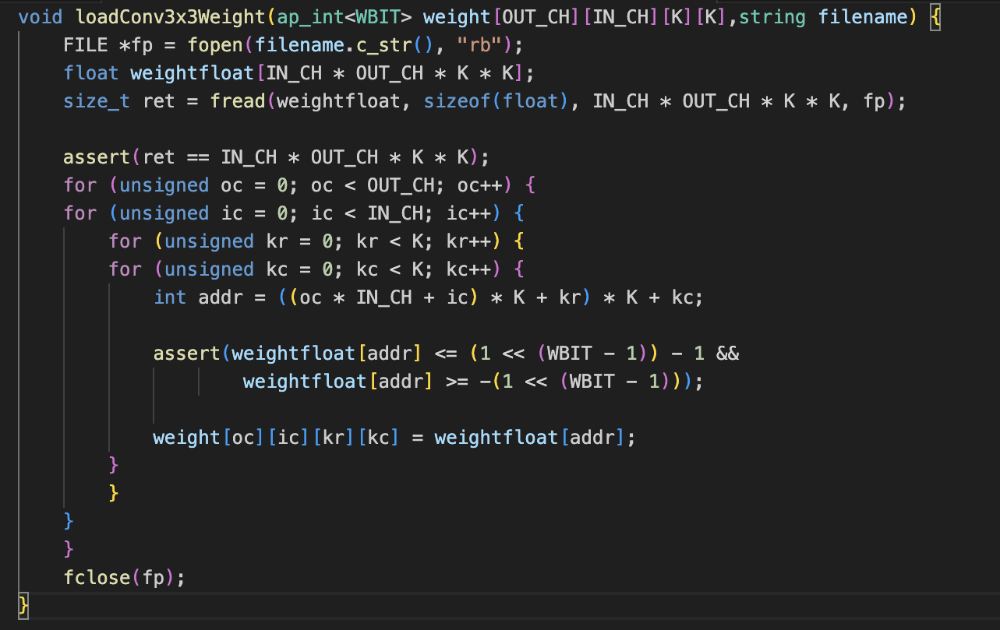 void loadConv3x3Weight(ap_int<WBIT> weight[OUT_CH][IN_CH][K][K],string filename) {
    FILE *fp = fopen(filename.c_str(), "rb");
    float weightfloat[IN_CH * OUT_CH * K * K];
    size_t ret = fread(weightfloat, sizeof(float), IN_CH * OUT_CH * K * K, fp);

    assert(ret == IN_CH * OUT_CH * K * K);
    for (unsigned oc = 0; oc < OUT_CH; oc++) {
    for (unsigned ic = 0; ic < IN_CH; ic++) {
        for (unsigned kr = 0; kr < K; kr++) {
        for (unsigned kc = 0; kc < K; kc++) {
            int addr = ((oc * IN_CH + ic) * K + kr) * K + kc;

            assert(weightfloat[addr] <= (1 << (WBIT - 1)) - 1 &&
                    weightfloat[addr] >= -(1 << (WBIT - 1)));

            weight[oc][ic][kr][kc] = weightfloat[addr];
        }
        }
    }
    }
    fclose(fp);
}